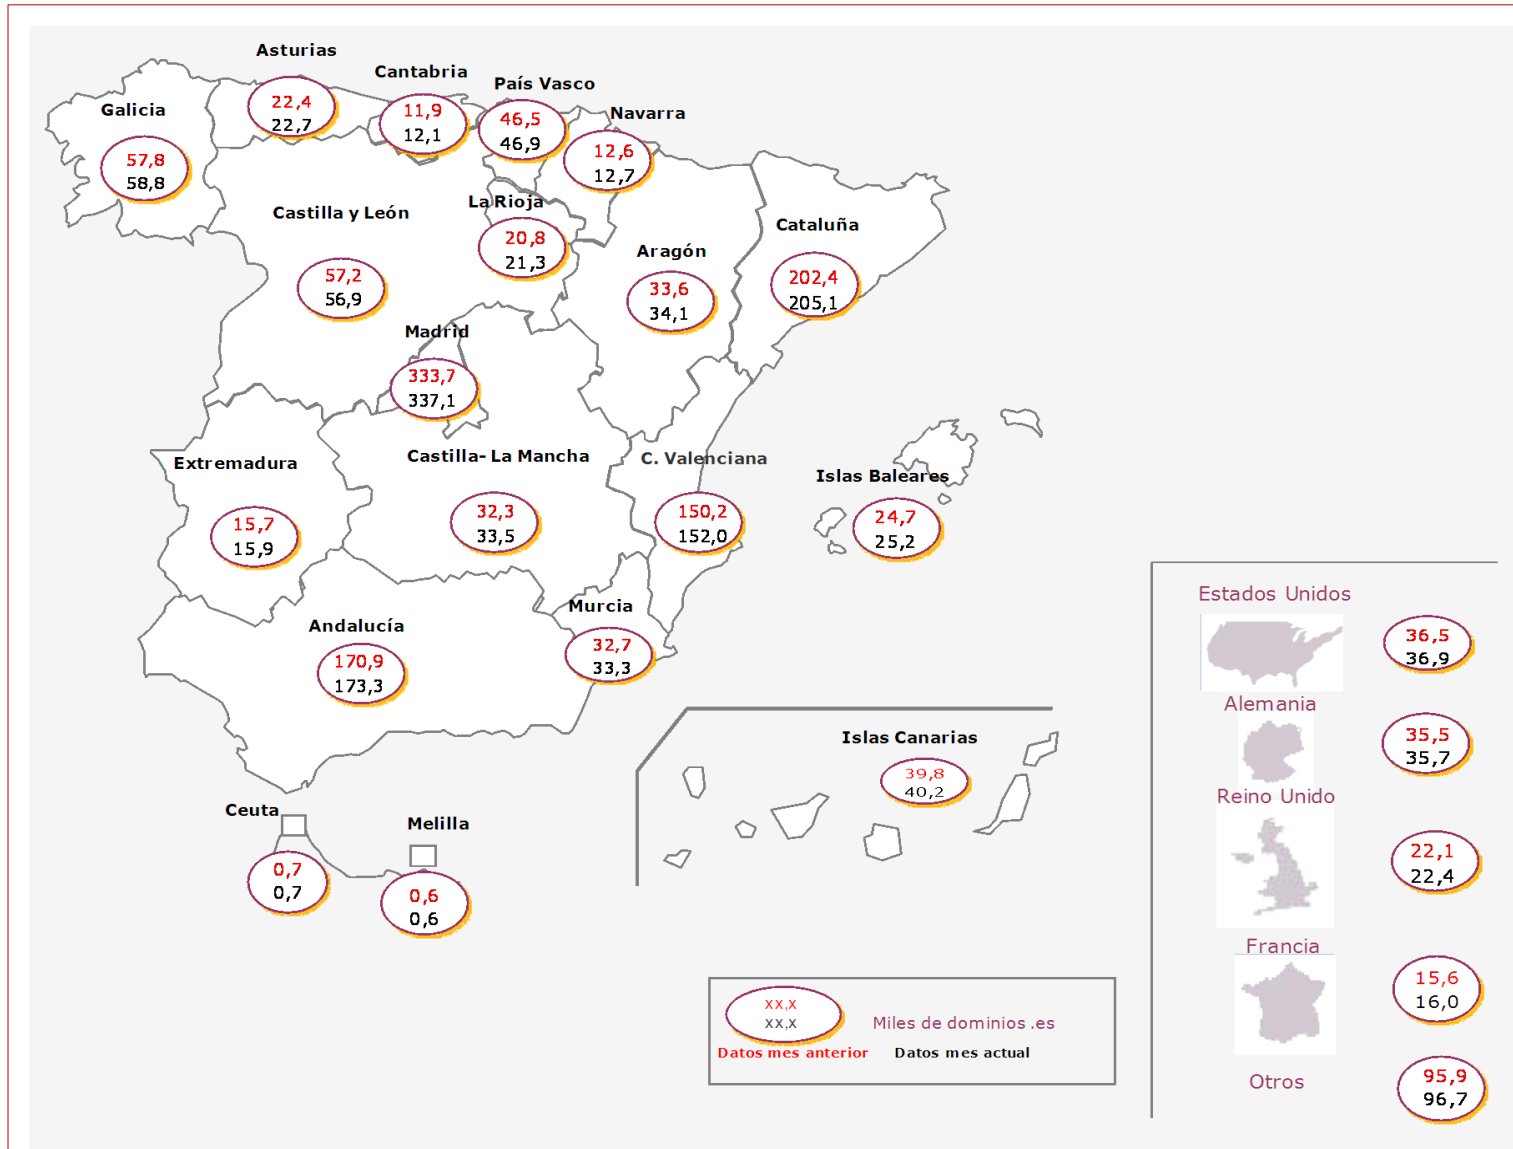 Asturias
22,4
22,7
Cantabria
11,9
12,1
País Vasco
46,5
46,9
Navarra
12,6
12,7
Galicia
57,8
58,8
Castilla y León
57,2
56,9
La Rioja
20,8
21,3
Aragón
33,6
34,1
Cataluña
202,4
205,1
Madrid
333,7
337,1
Extremadura
15,7
15,9
Castilla- La Mancha
32,3
33,5
C. Valenciana
150,2
152,0
Islas Baleares
24,7
25,2
Andalucía
170,9
173,3
Murcia
32,7
33,3
Islas Canarias
39,8
40,2
Ceuta
0,7
0,7
Melilla
0,6
0,6
Estados Unidos
36,5
36,9
Alemania
35,5
35,7
Reino Unido
22,1
22,4
Francia
15,6
16,0
Otros
95,9
96,7
xx,x
xx,x
Miles de dominios .es
Datos mes anterior Datos mes actual